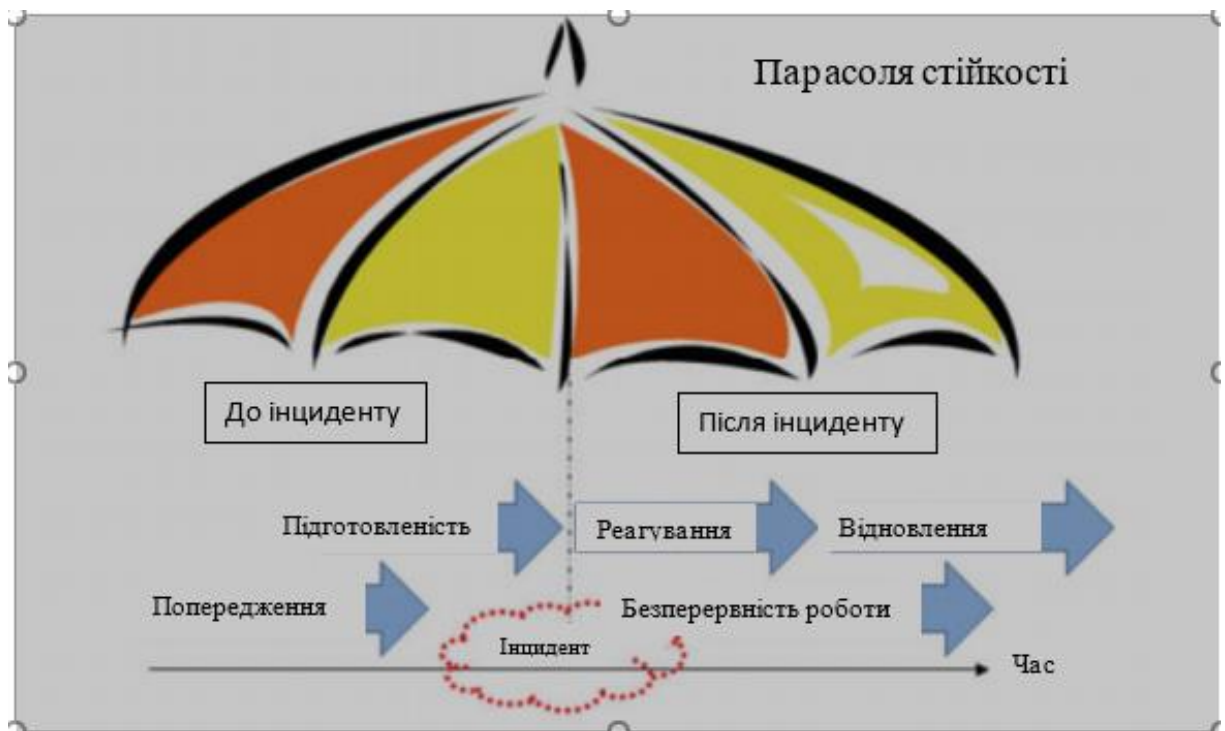 Парасоля стійкості
До інциденту
Після інциденту
Підготовленість
Реагування
Відновлення
Попередження
Безперервність роботи
Інцидент
Час